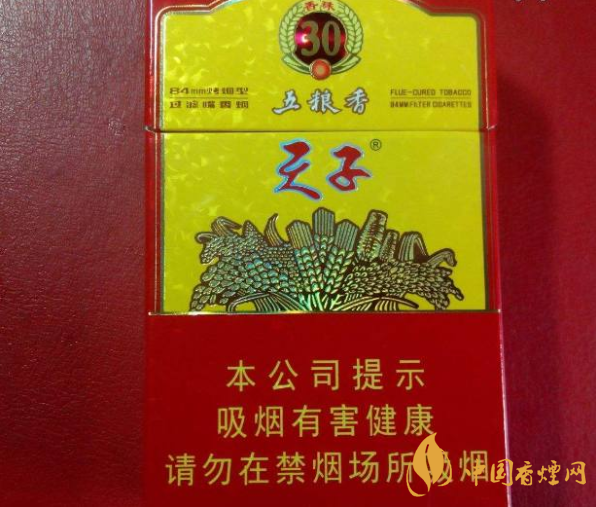 香味
30
84mm烤烟型
过滤嘴香烟
五粮香
FLUE-CURED TOBACCO
84MM FILTER CIGARETTES
天子®
本公司提示
吸烟有害健康
请勿在禁烟场所吸烟
中国香烟网